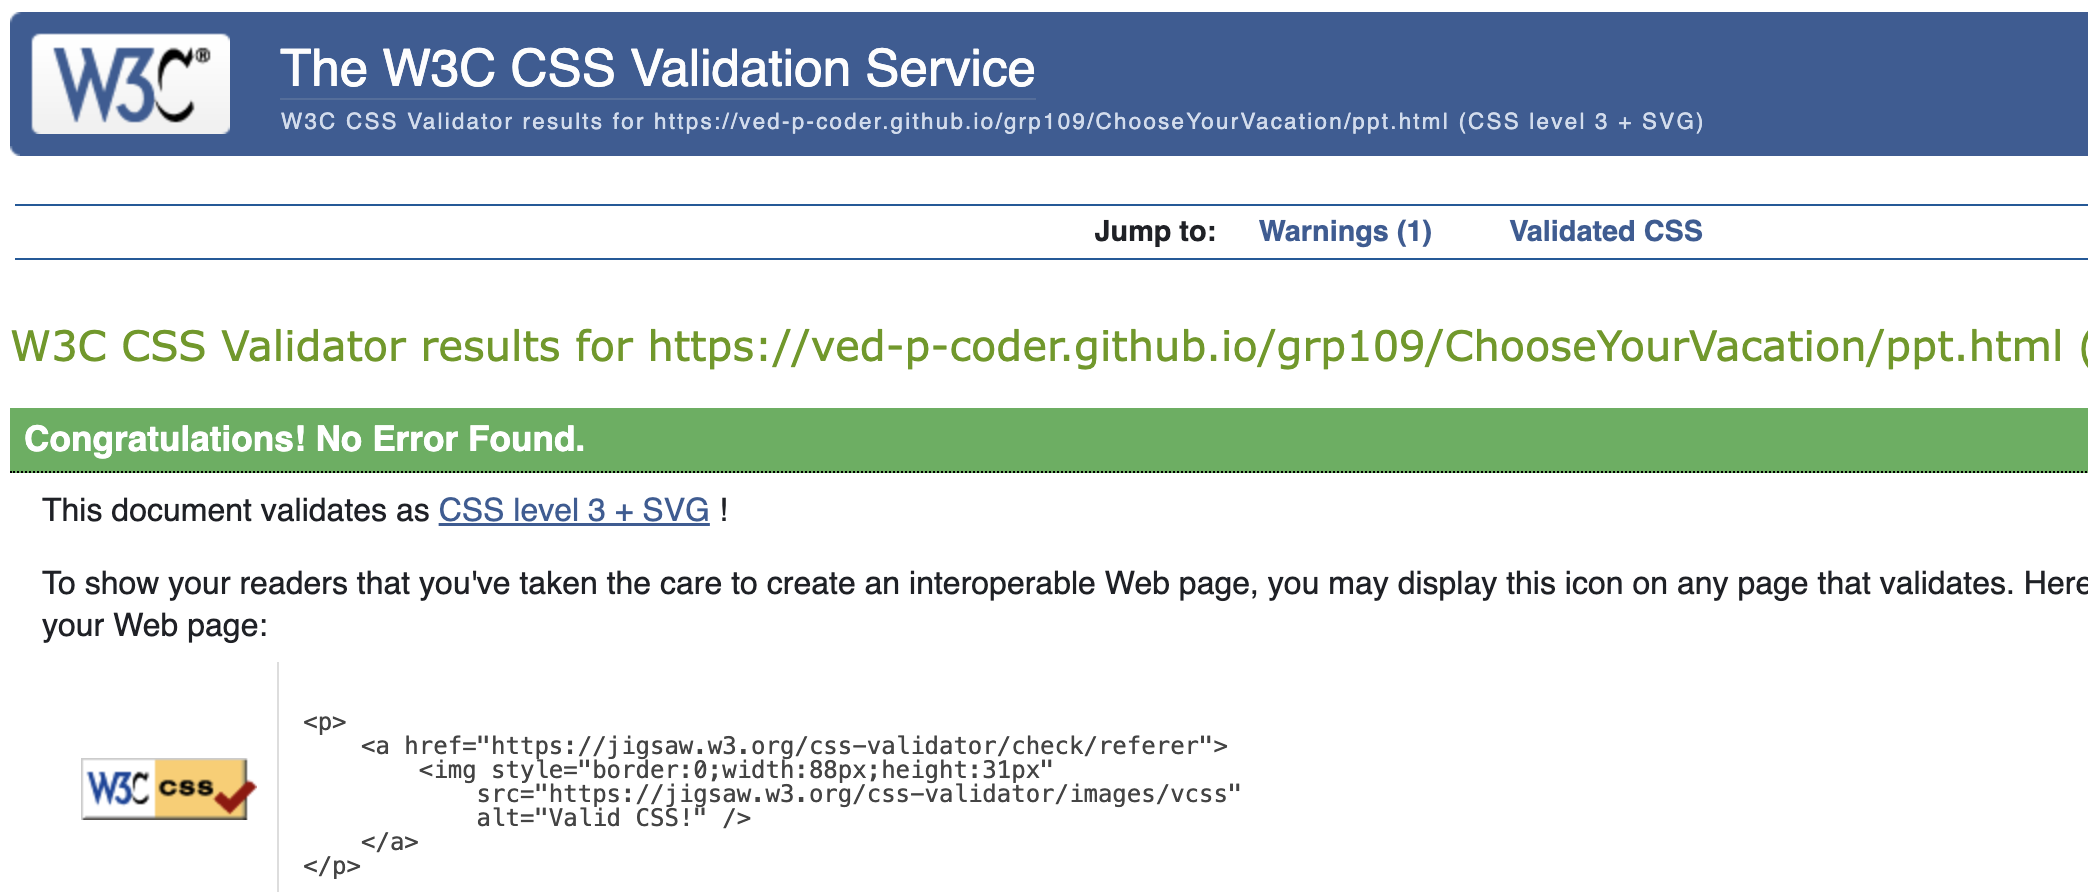 W3C®
The W3C CSS Validation Service
W3C CSS Validator results for https://ved-p-coder.github.io/grp109/ChooseYourVacation/ppt.html (CSS level 3 + SVG)
Jump to: Warnings (1) Validated CSS
W3C CSS Validator results for https://ved-p-coder.github.io/grp109/ChooseYourVacation/ppt.html (
Congratulations! No Error Found.
This document validates as CSS level 3 + SVG !
To show your readers that you've taken the care to create an interoperable Web page, you may display this icon on any page that validates. Here
your Web page:
W3C css
<p>
    <a href="https://jigsaw.w3.org/css-validator/check/referer">
        <img style="border:0;width:88px;height:31px"
            src="https://jigsaw.w3.org/css-validator/images/vcss"
            alt="Valid CSS!" />
    </a>
</p>